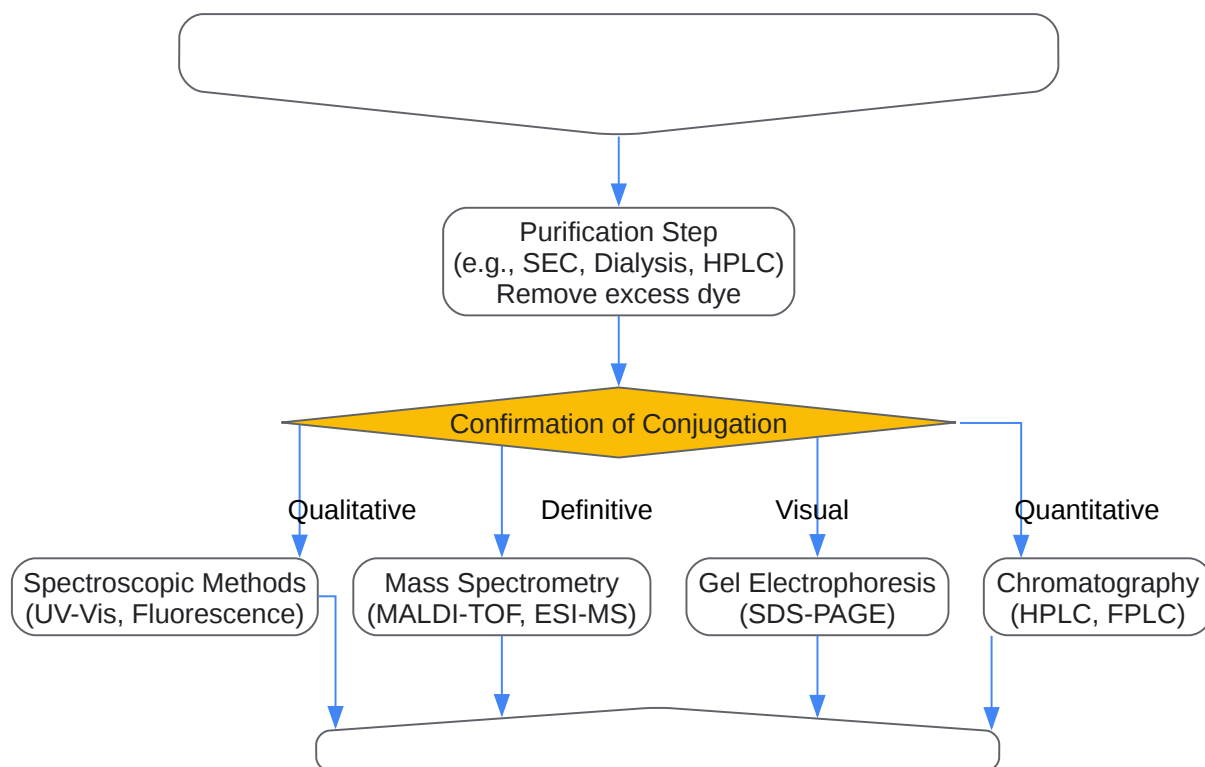 Purification Step
(e.g., SEC, Dialysis, HPLC)
Remove excess dye
Confirmation of Conjugation
Qualitative
Definitive
Visual
Quantitative
Spectroscopic Methods
(UV-Vis, Fluorescence)
Mass Spectrometry
(MALDI-TOF, ESI-MS)
Gel Electrophoresis
(SDS-PAGE)
Chromatography
(HPLC, FPLC)